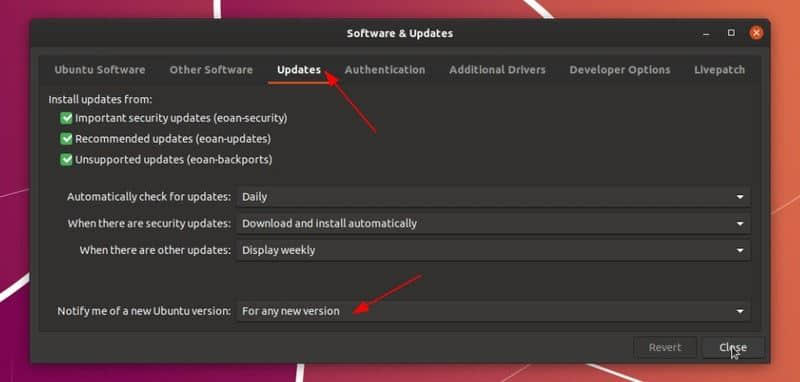 Software & Updates
Ubuntu Software Other Software Updates Authentication Additional Drivers Developer Options Livepatch
Install updates from:
Important security updates (eoan-security)
Recommended updates (eoan-updates)
Unsupported updates (eoan-backports)
Automatically check for updates: Daily
When there are security updates: Download and install automatically
When there are other updates: Display weekly
Notify me of a new Ubuntu version: For any new version
Revert Close